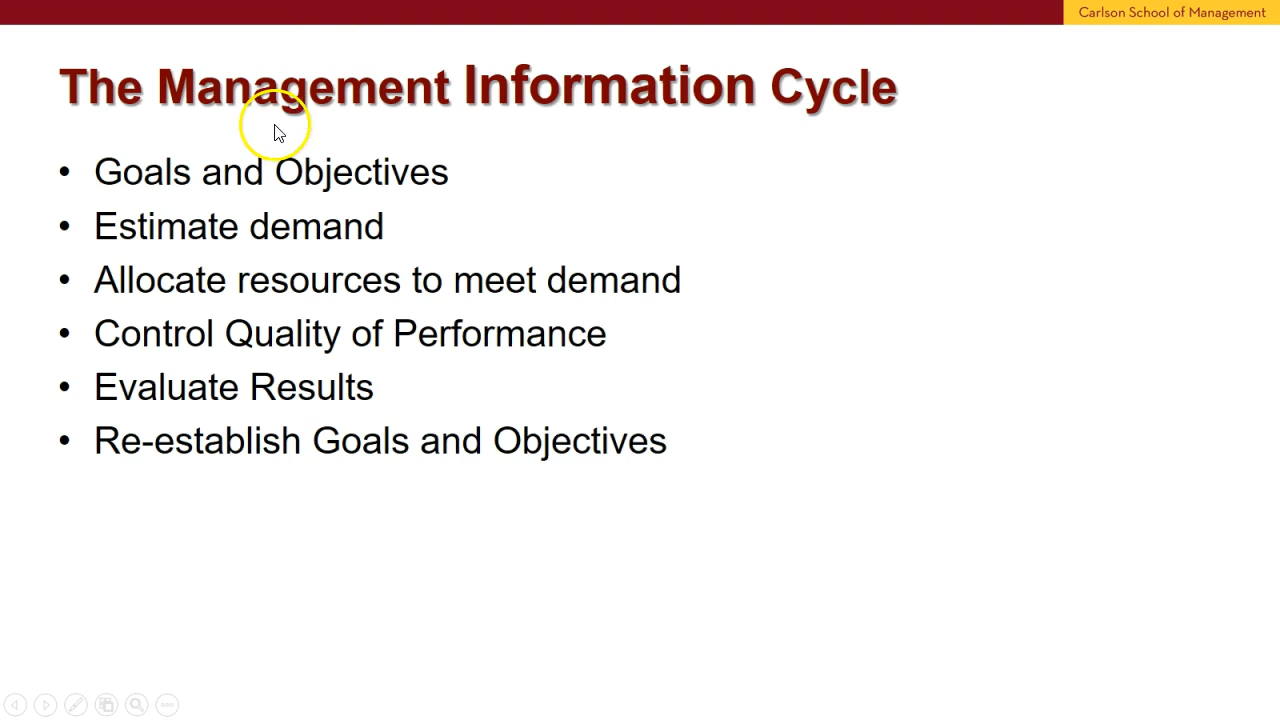 Carlson School of Management
The Management Information Cycle
• Goals and Objectives
• Estimate demand
• Allocate resources to meet demand
• Control Quality of Performance
• Evaluate Results
• Re-establish Goals and Objectives